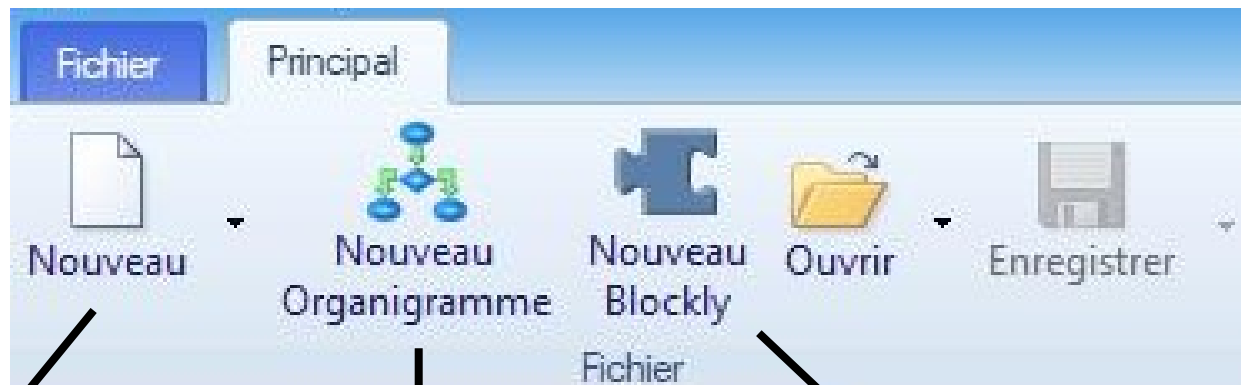 Fichier
Principal
Nouveau
Nouveau
Organigramme
Nouveau
Blockly
Ouvrir
Enregistrer
Fichier